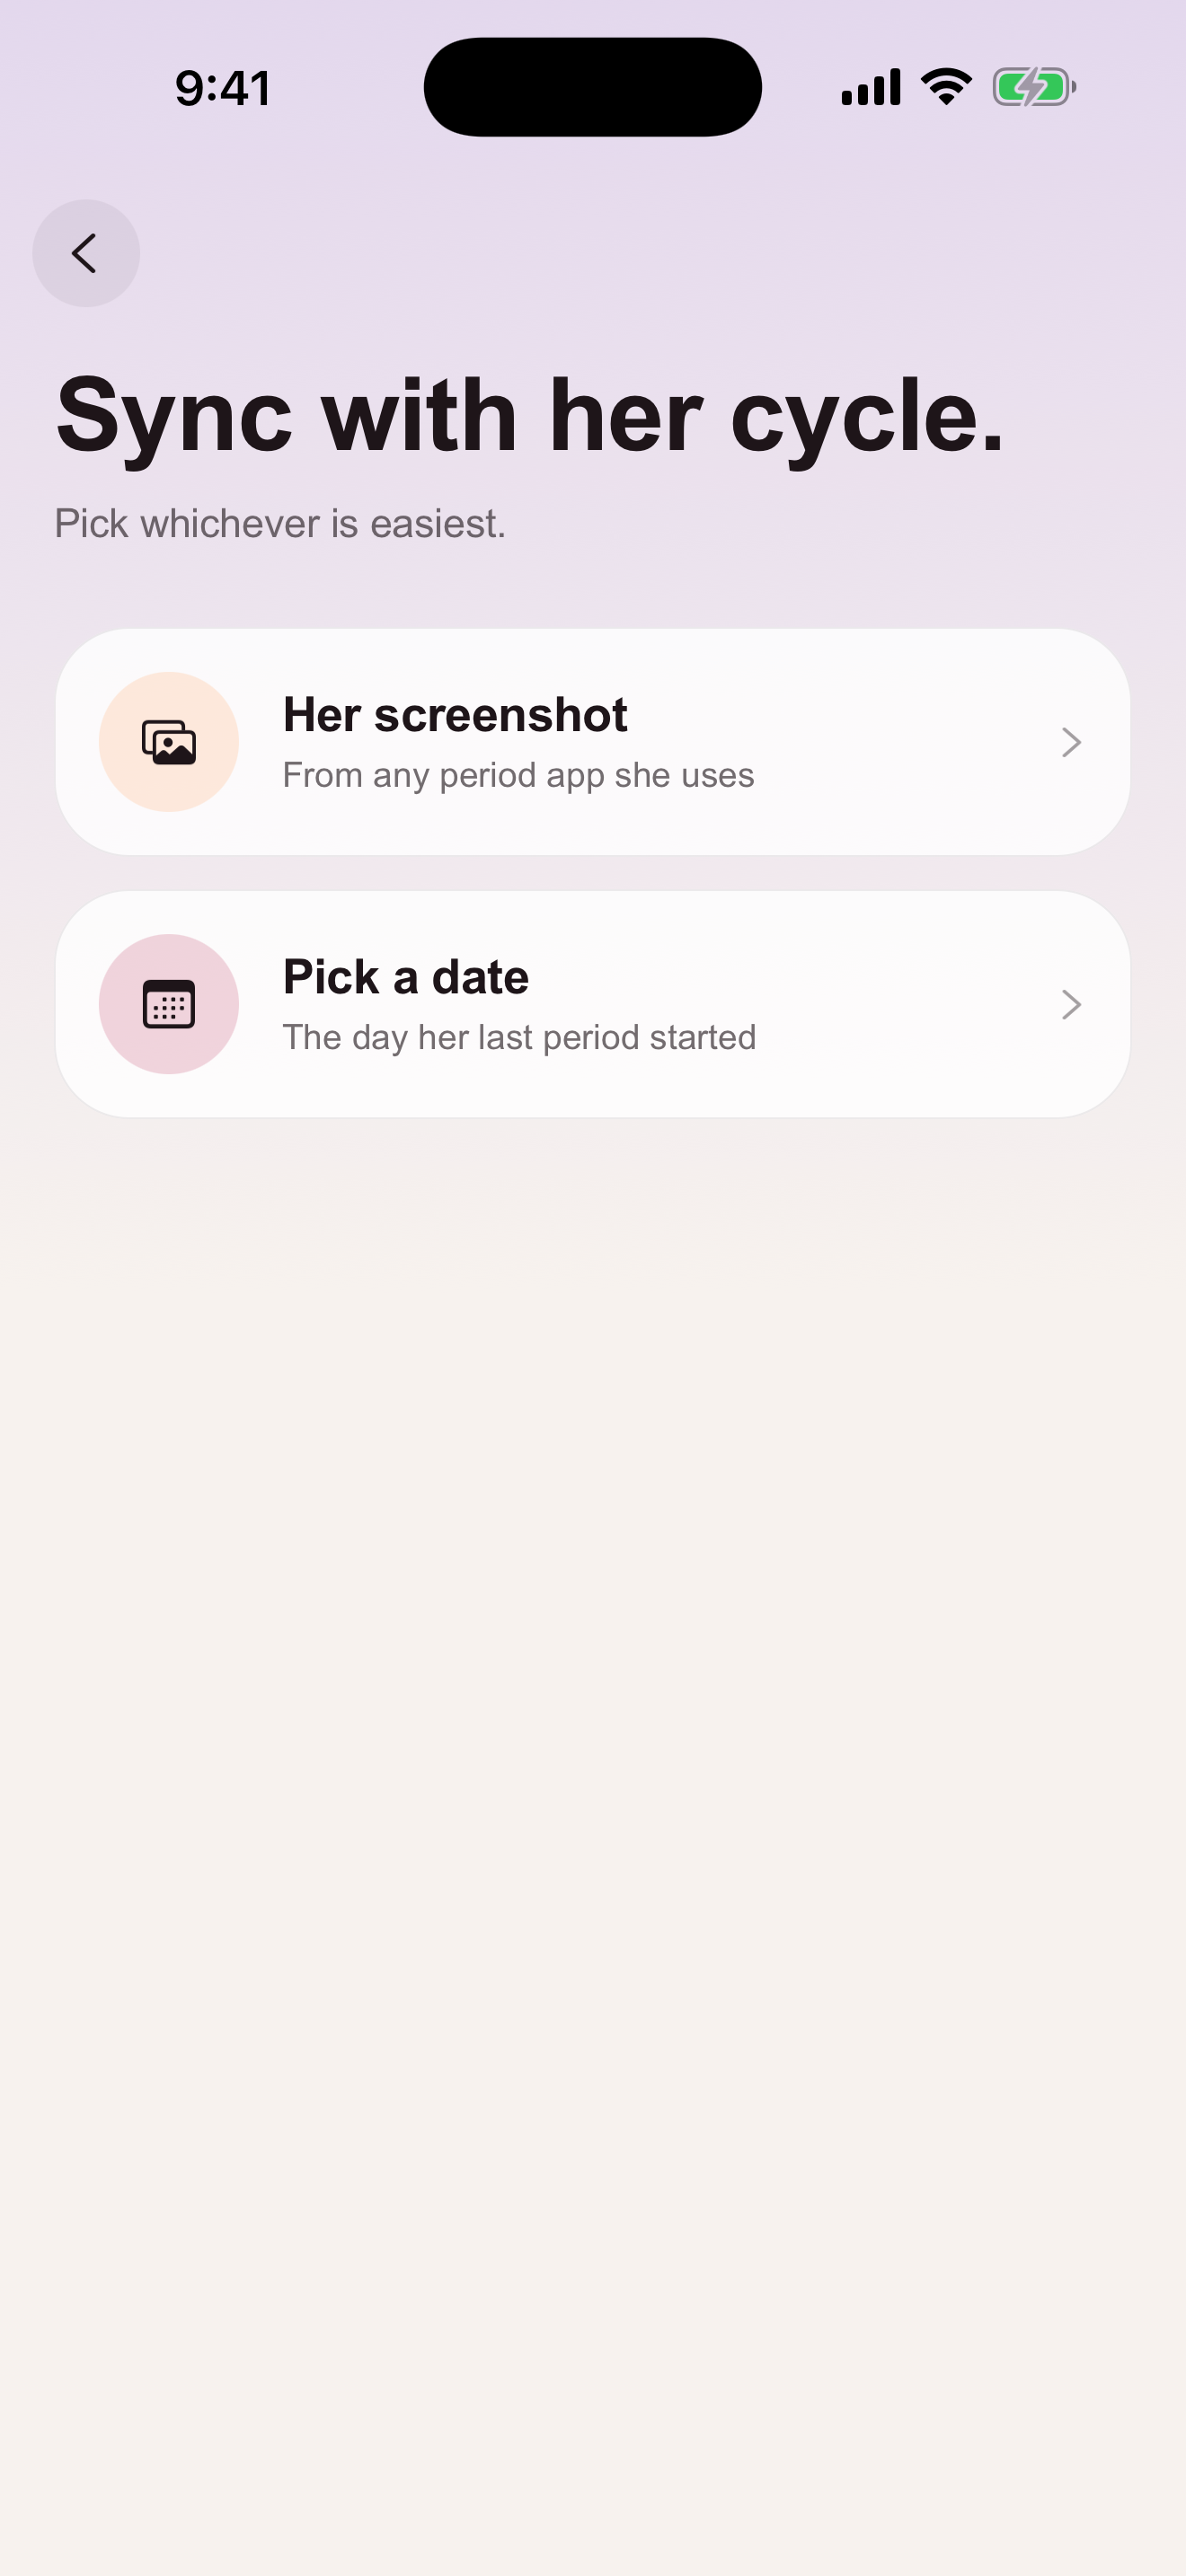 9:41
Sync with her cycle.
Pick whichever is easiest.
Her screenshot
From any period app she uses
Pick a date
The day her last period started